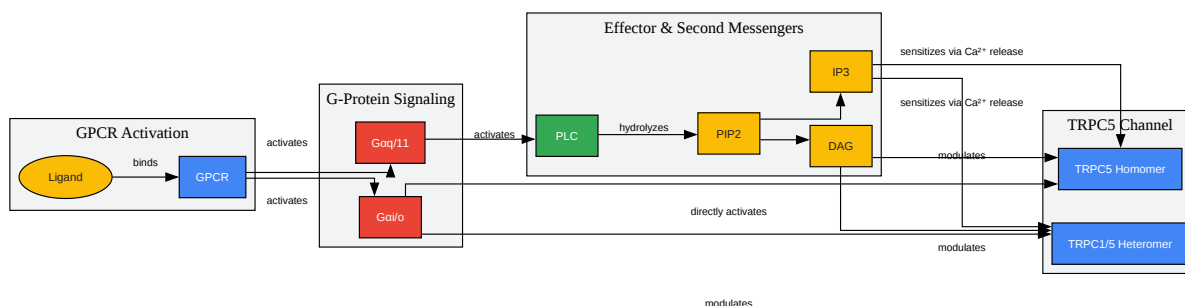 Effector & Second Messengers
sensitizes via Ca²⁺ release
IP3
G-Protein Signaling
sensitizes via Ca²⁺ release
GPCR Activation
activates
Gαq/11
activates
PLC
hydrolyzes
PIP2
TRPC5 Channel
DAG
modulates
binds
Ligand
GPCR
TRPC5 Homomer
activates
Gαi/o
directly activates
modulates
TRPC1/5 Heteromer
modulates